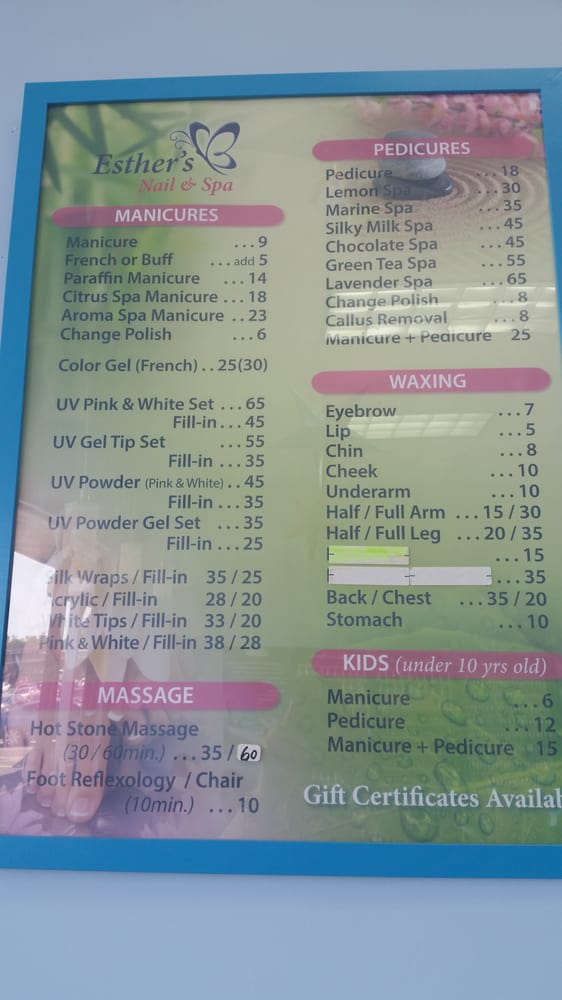 Esther's
Nail & Spa
MANICURES
Manicure ... 9
French or Buff ... add 5
Paraffin Manicure ... 14
Citrus Spa Manicure ... 18
Aroma Spa Manicure .. 23
Change Polish ... 6
Color Gel (French) .. 25(30)
UV Pink & White Set ... 65
Fill-in ... 45
UV Gel Tip Set ... 55
Fill-in ... 35
UV Powder (Pink & White) .. 45
Fill-in ... 35
UV Powder Gel Set ... 35
Fill-in ... 25
Silk Wraps / Fill-in 35 / 25
Acrylic / Fill-in 28 / 20
White Tips / Fill-in 33 / 20
Pink & White / Fill-in 38 / 28
MASSAGE
Hot Stone Massage
(30 / 60min.) ... 35 / 60
Foot Reflexology / Chair
(10min.) ... 10
PEDICURES
Pedicure ... 18
Lemon Spa ... 30
Marine Spa ... 35
Silky Milk Spa ... 45
Chocolate Spa ... 45
Green Tea Spa ... 55
Lavender Spa ... 65
Change Polish ... 8
Callus Removal ... 8
Manicure + Pedicure 25
WAXING
Eyebrow ... 7
Lip ... 5
Chin ... 8
Cheek ... 10
Underarm ... 10
Half / Full Arm ... 15 / 30
Half / Full Leg ... 20 / 35
... 15
... 35
Back / Chest ... 35 / 20
Stomach ... 10
KIDS (under 10 yrs old)
Manicure ... 6
Pedicure ... 12
Manicure + Pedicure 15
Gift Certificates Availab